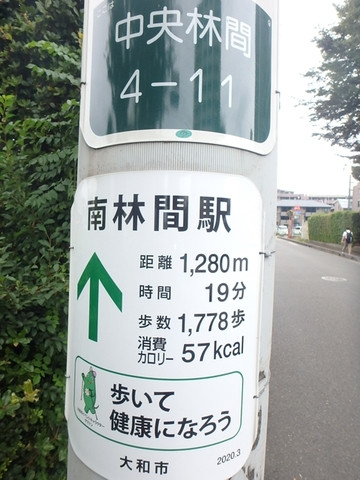 中央林間
4-11
南林間駅
距離 1,280m
時間 19分
歩数 1,778歩
消費カロリー 57kcal
歩いて
健康になろう
大和市
2020.3